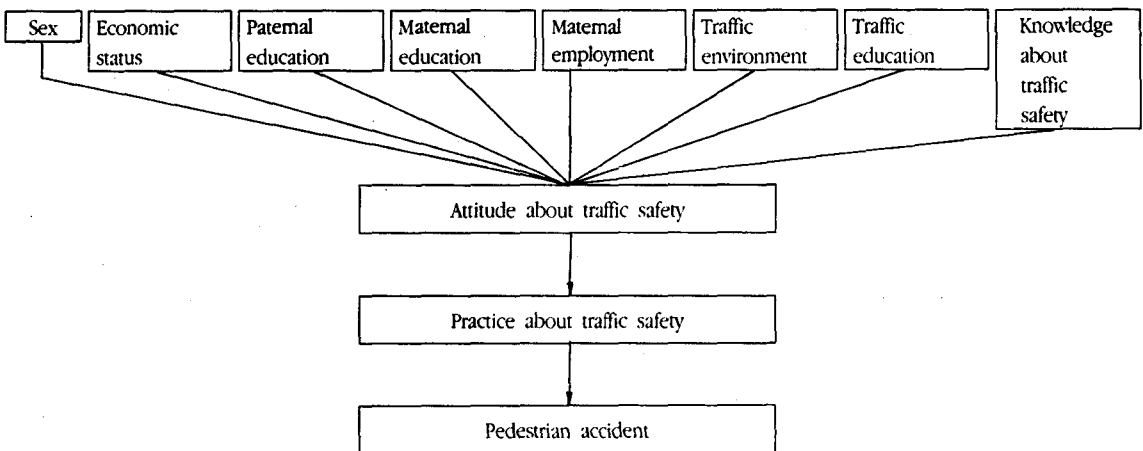 Sex
Economic
status
Paternal
education
Maternal
education
Maternal
employment
Traffic
environment
Traffic
education
Knowledge
about
traffic
safety
Attitude about traffic safety
Practice about traffic safety
Pedestrian accident